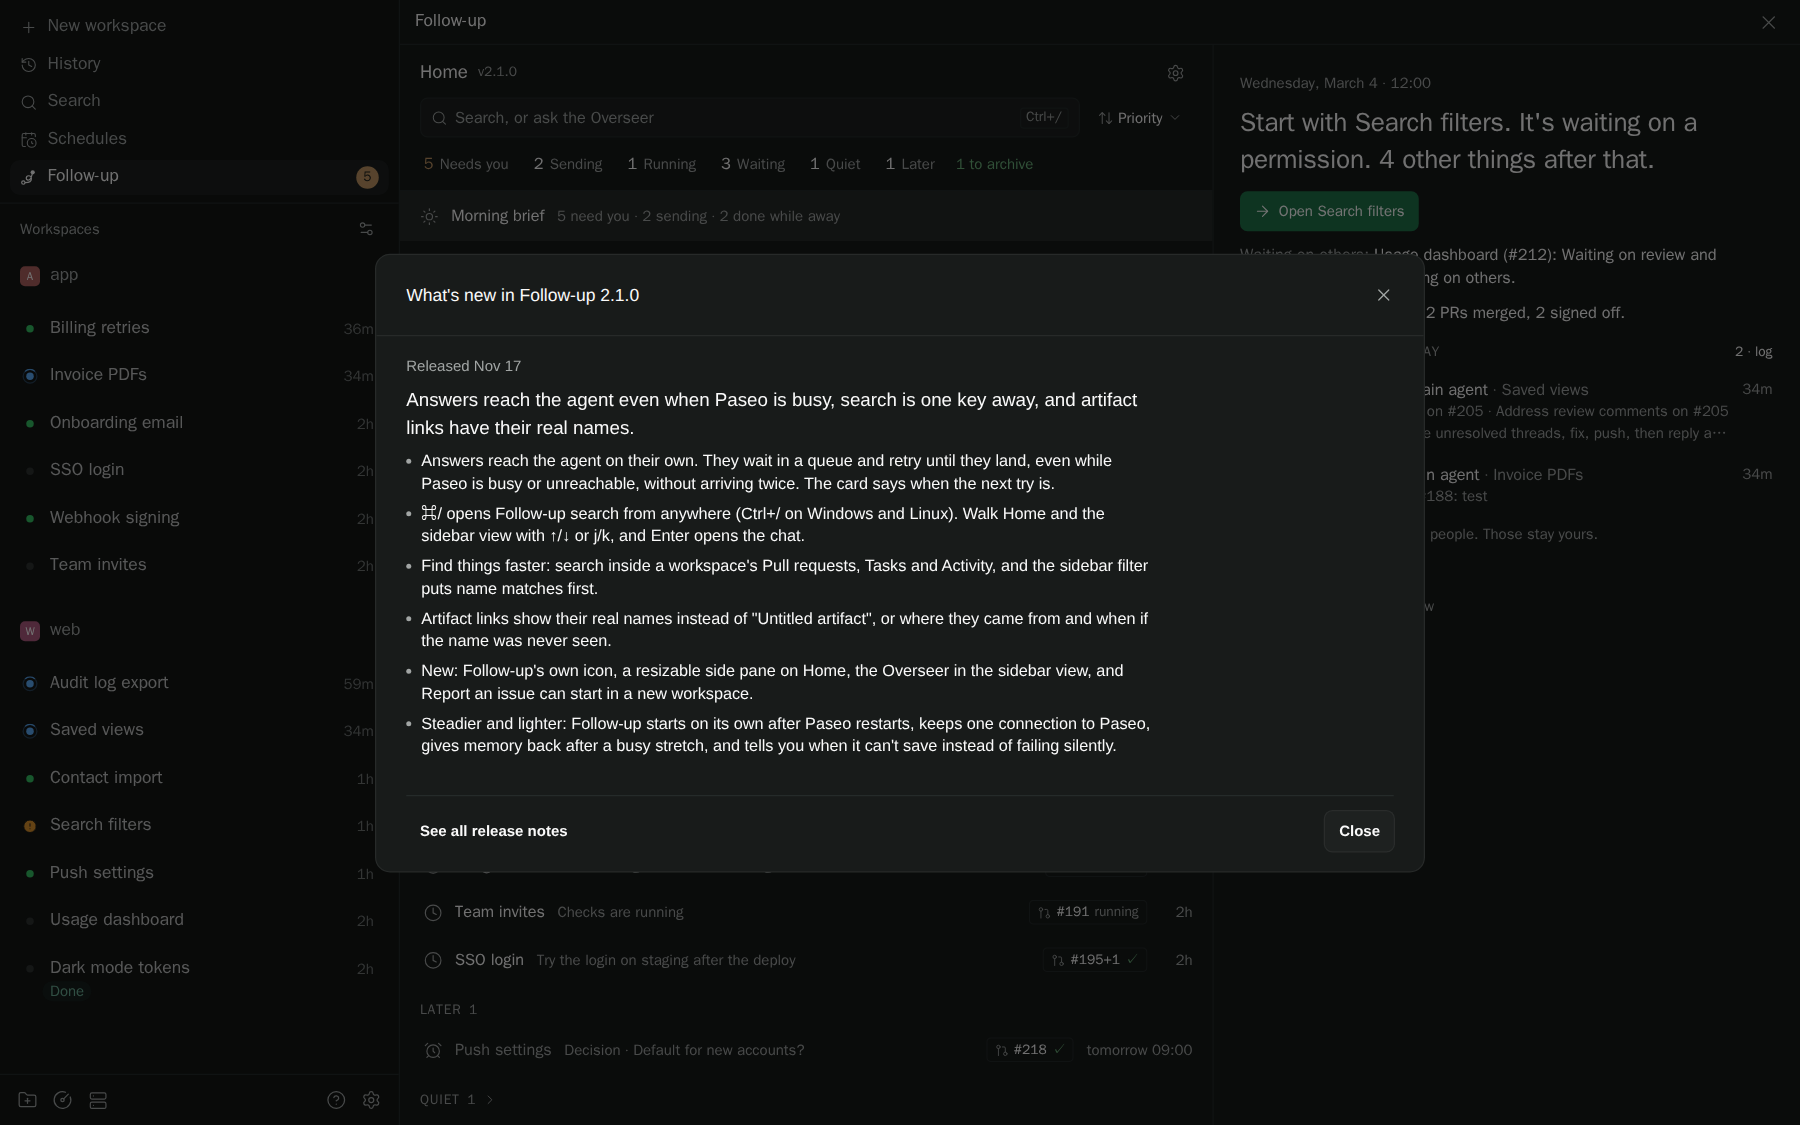 New workspace
History
Search
Schedules
Follow-up 5
Workspaces
A app
Billing retries 36m
Invoice PDFs 34m
Onboarding email 2h
SSO login 2h
Webhook signing 2h
Team invites 2h
W web
Audit log export 59m
Saved views 34m
Contact import 1h
Search filters 1h
Push settings 1h
Usage dashboard 2h
Dark mode tokens 2h
Done
Follow-up
Home v2.1.0
Search, or ask the Overseer Ctrl+/ Priority
5 Needs you 2 Sending 1 Running 3 Waiting 1 Quiet 1 Later 1 to archive
Morning brief 5 need you · 2 sending · 2 done while away
What's new in Follow-up 2.1.0
Released Nov 17
Answers reach the agent even when Paseo is busy, search is one key away, and artifact
links have their real names.
• Answers reach the agent on their own. They wait in a queue and retry until they land, even while
Paseo is busy or unreachable, without arriving twice. The card says when the next try is.
• ⌘/ opens Follow-up search from anywhere (Ctrl+/ on Windows and Linux). Walk Home and the
sidebar view with ↑/↓ or j/k, and Enter opens the chat.
• Find things faster: search inside a workspace's Pull requests, Tasks and Activity, and the sidebar filter
puts name matches first.
• Artifact links show their real names instead of "Untitled artifact", or where they came from and when if
the name was never seen.
• New: Follow-up's own icon, a resizable side pane on Home, the Overseer in the sidebar view, and
Report an issue can start in a new workspace.
• Steadier and lighter: Follow-up starts on its own after Paseo restarts, keeps one connection to Paseo,
gives memory back after a busy stretch, and tells you when it can't save instead of failing silently.
See all release notes Close
Team invites Checks are running #191 running 2h
SSO login Try the login on staging after the deploy #195+1 ✓ 2h
LATER 1
Push settings Decision · Default for new accounts? #218 ✓ tomorrow 09:00
QUIET 1
Wednesday, March 4 · 12:00
Start with Search filters. It's waiting on a
permission. 4 other things after that.
Open Search filters
Waiting on others: Usage dashboard (#212): Waiting on review and
on others.
2 PRs merged, 2 signed off.
2 · log
agent · Saved views 34m
on #205 · Address review comments on #205
unresolved threads, fix, push, then reply a…
agent · Invoice PDFs 34m
188: test
people. Those stay yours.